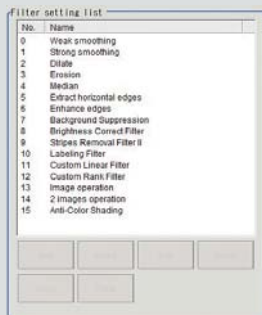 Filter setting list
No. Name
0 Weak smoothing
1 Strong smoothing
2 Dilate
3 Erosion
4 Median
5 Extract horizontal edges
6 Enhance edges
7 Background Suppression
8 Brightness Correct Filter
9 Stripes Removal Filter II
10 Labeling Filter
11 Custom Linear Filter
12 Custom Rank Filter
13 Image operation
14 2 images operation
15 Anti-Color Shading